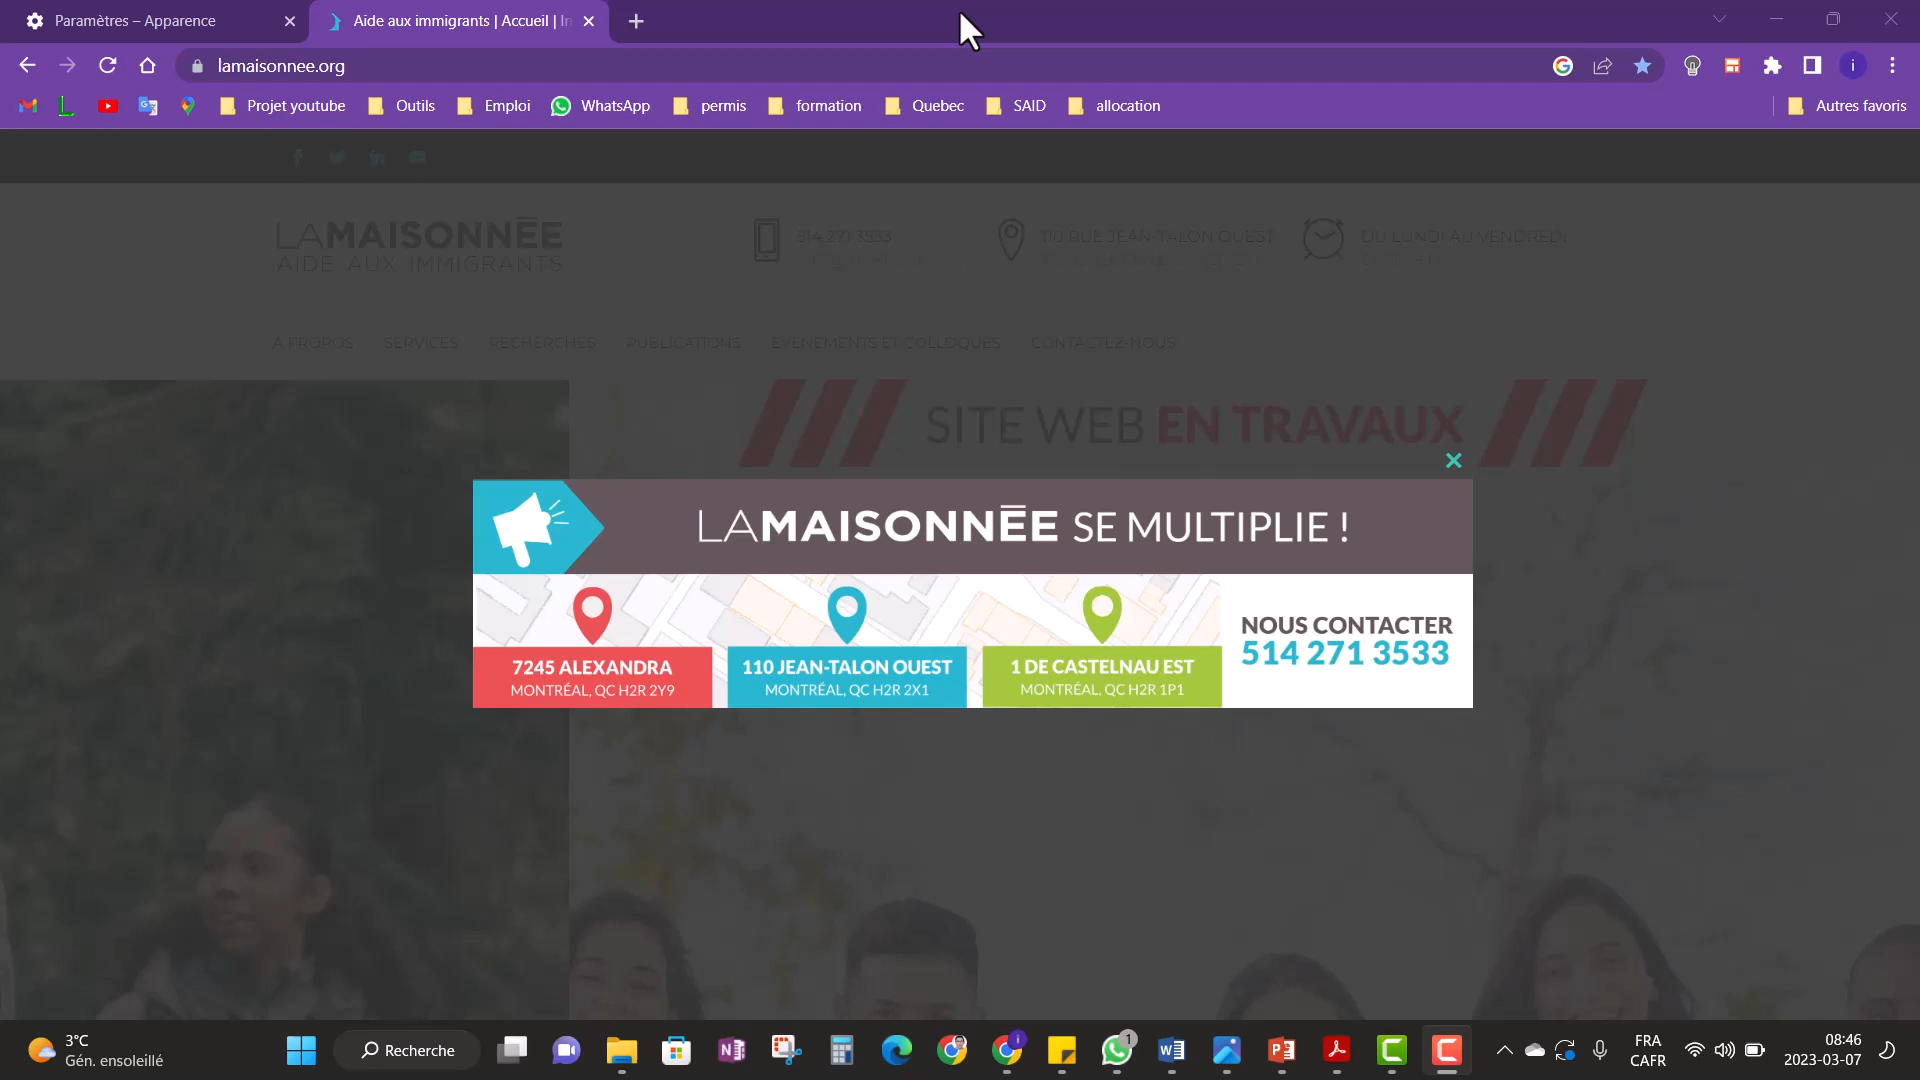 Paramètres – Apparence
Aide aux immigrants | Accueil | In
lamaisonnee.org
Projet youtube
Outils
Emploi
WhatsApp
permis
formation
Quebec
SAID
allocation
Autres favoris
LAMAISONNÉE
AIDE AUX IMMIGRANTS
514 271 3533
110 RUE JEAN-TALON OUEST
DU LUNDI AU VENDREDI
À PROPOS
SERVICES
RECHERCHES
PUBLICATIONS
ÉVÉNEMENTS ET COLLOQUES
CONTACTEZ-NOUS
SITE WEB EN TRAVAUX
LAMAISONNÉE SE MULTIPLIE !
7245 ALEXANDRA
MONTRÉAL, QC H2R 2Y9
110 JEAN-TALON OUEST
MONTRÉAL, QC H2R 2X1
1 DE CASTELNAU EST
MONTRÉAL, QC H2R 1P1
NOUS CONTACTER
514 271 3533
3°C
Gén. ensoleillé
Recherche
1
FRA
CAFR
08:46
2023-03-07